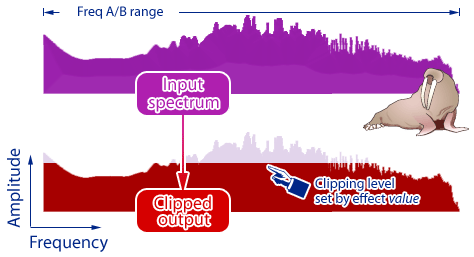 Freq A/B range
Input
spectrum
Clipping level
set by effect value
Clipped
output
Amplitude
Frequency